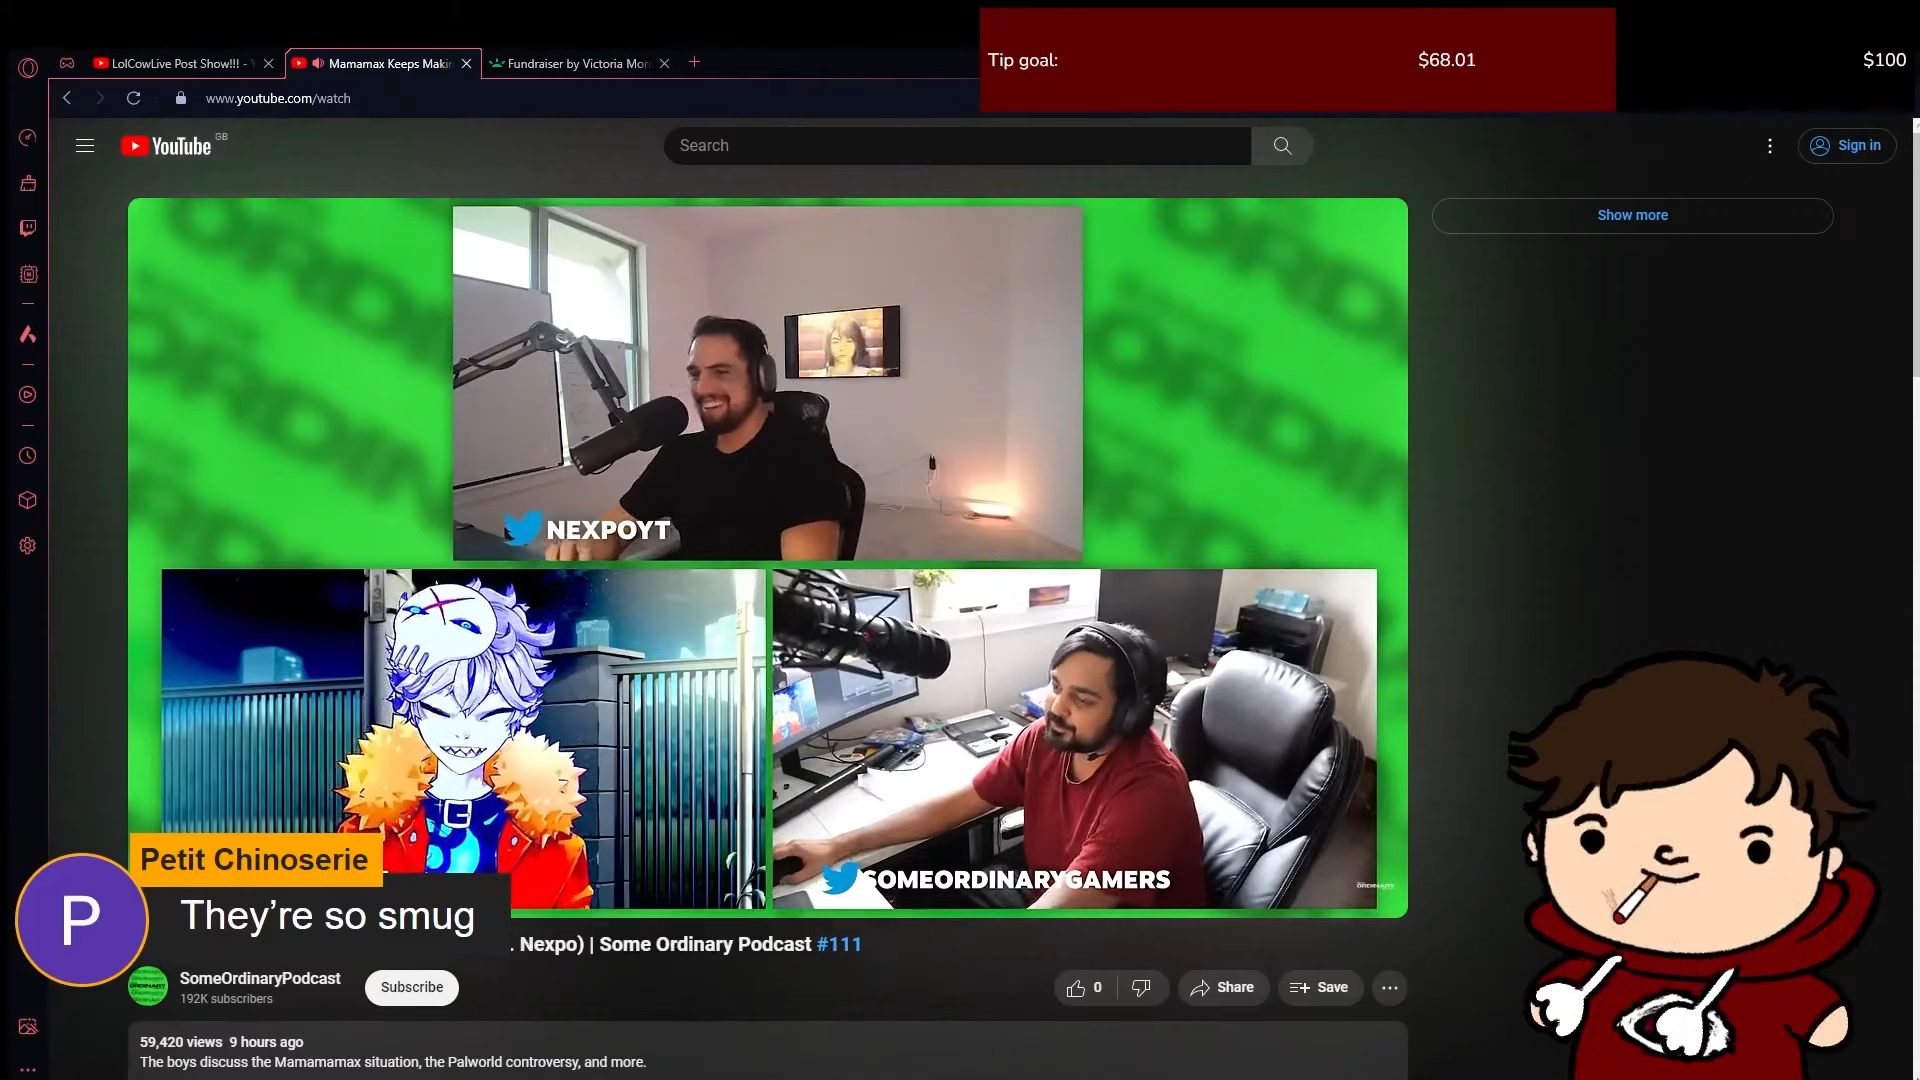 LolCowLive Post Show!!! -
Mamamax Keeps Makin
Fundraiser by Victoria Mor
Tip goal:
$68.01
$100
www.youtube.com/watch
YouTube
GB
Search
Sign in
Show more
NEXPOYT
SOMEORDINARYGAMERS
ORDINARY
Petit Chinoserie
P
They're so smug
. Nexpo) | Some Ordinary Podcast #111
SomeOrdinaryPodcast
192K subscribers
Subscribe
0
Share
Save
59,420 views 9 hours ago
The boys discuss the Mamamamax situation, the Palworld controversy, and more.